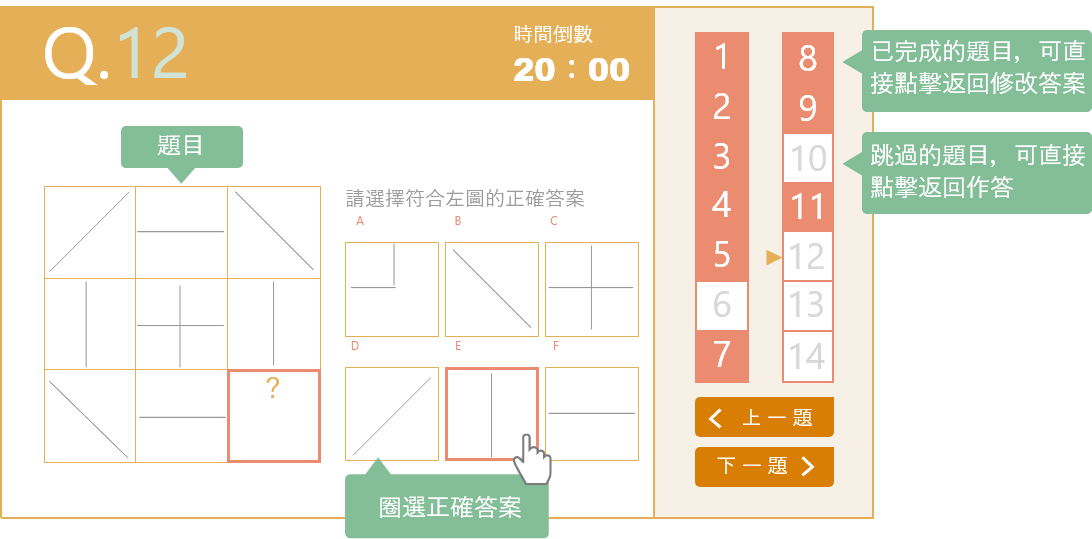 Q.12
時間倒數
20：00
題目
?
請選擇符合左圖的正確答案
A
B
C
D
E
F
圈選正確答案
1
2
3
4
5
6
7
8
9
10
11
12
13
14
上一題
下一題
已完成的題目，可直
接點擊返回修改答案
跳過的題目，可直接
點擊返回作答